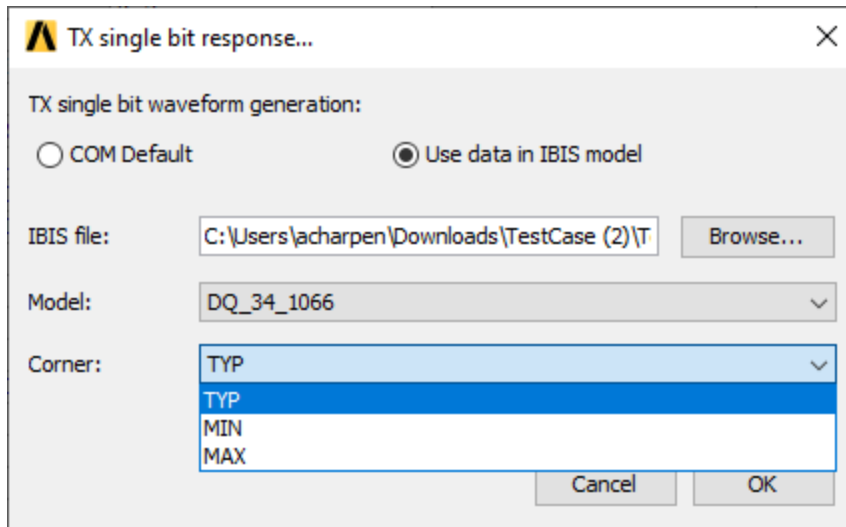 TX single bit response...
TX single bit waveform generation:
COM Default
Use data in IBIS model
IBIS file:
C:\Users\acharpen\Downloads\TestCase (2)\T
Browse...
Model:
DQ_34_1066
Corner:
TYP
TYP
MIN
MAX
Cancel
OK